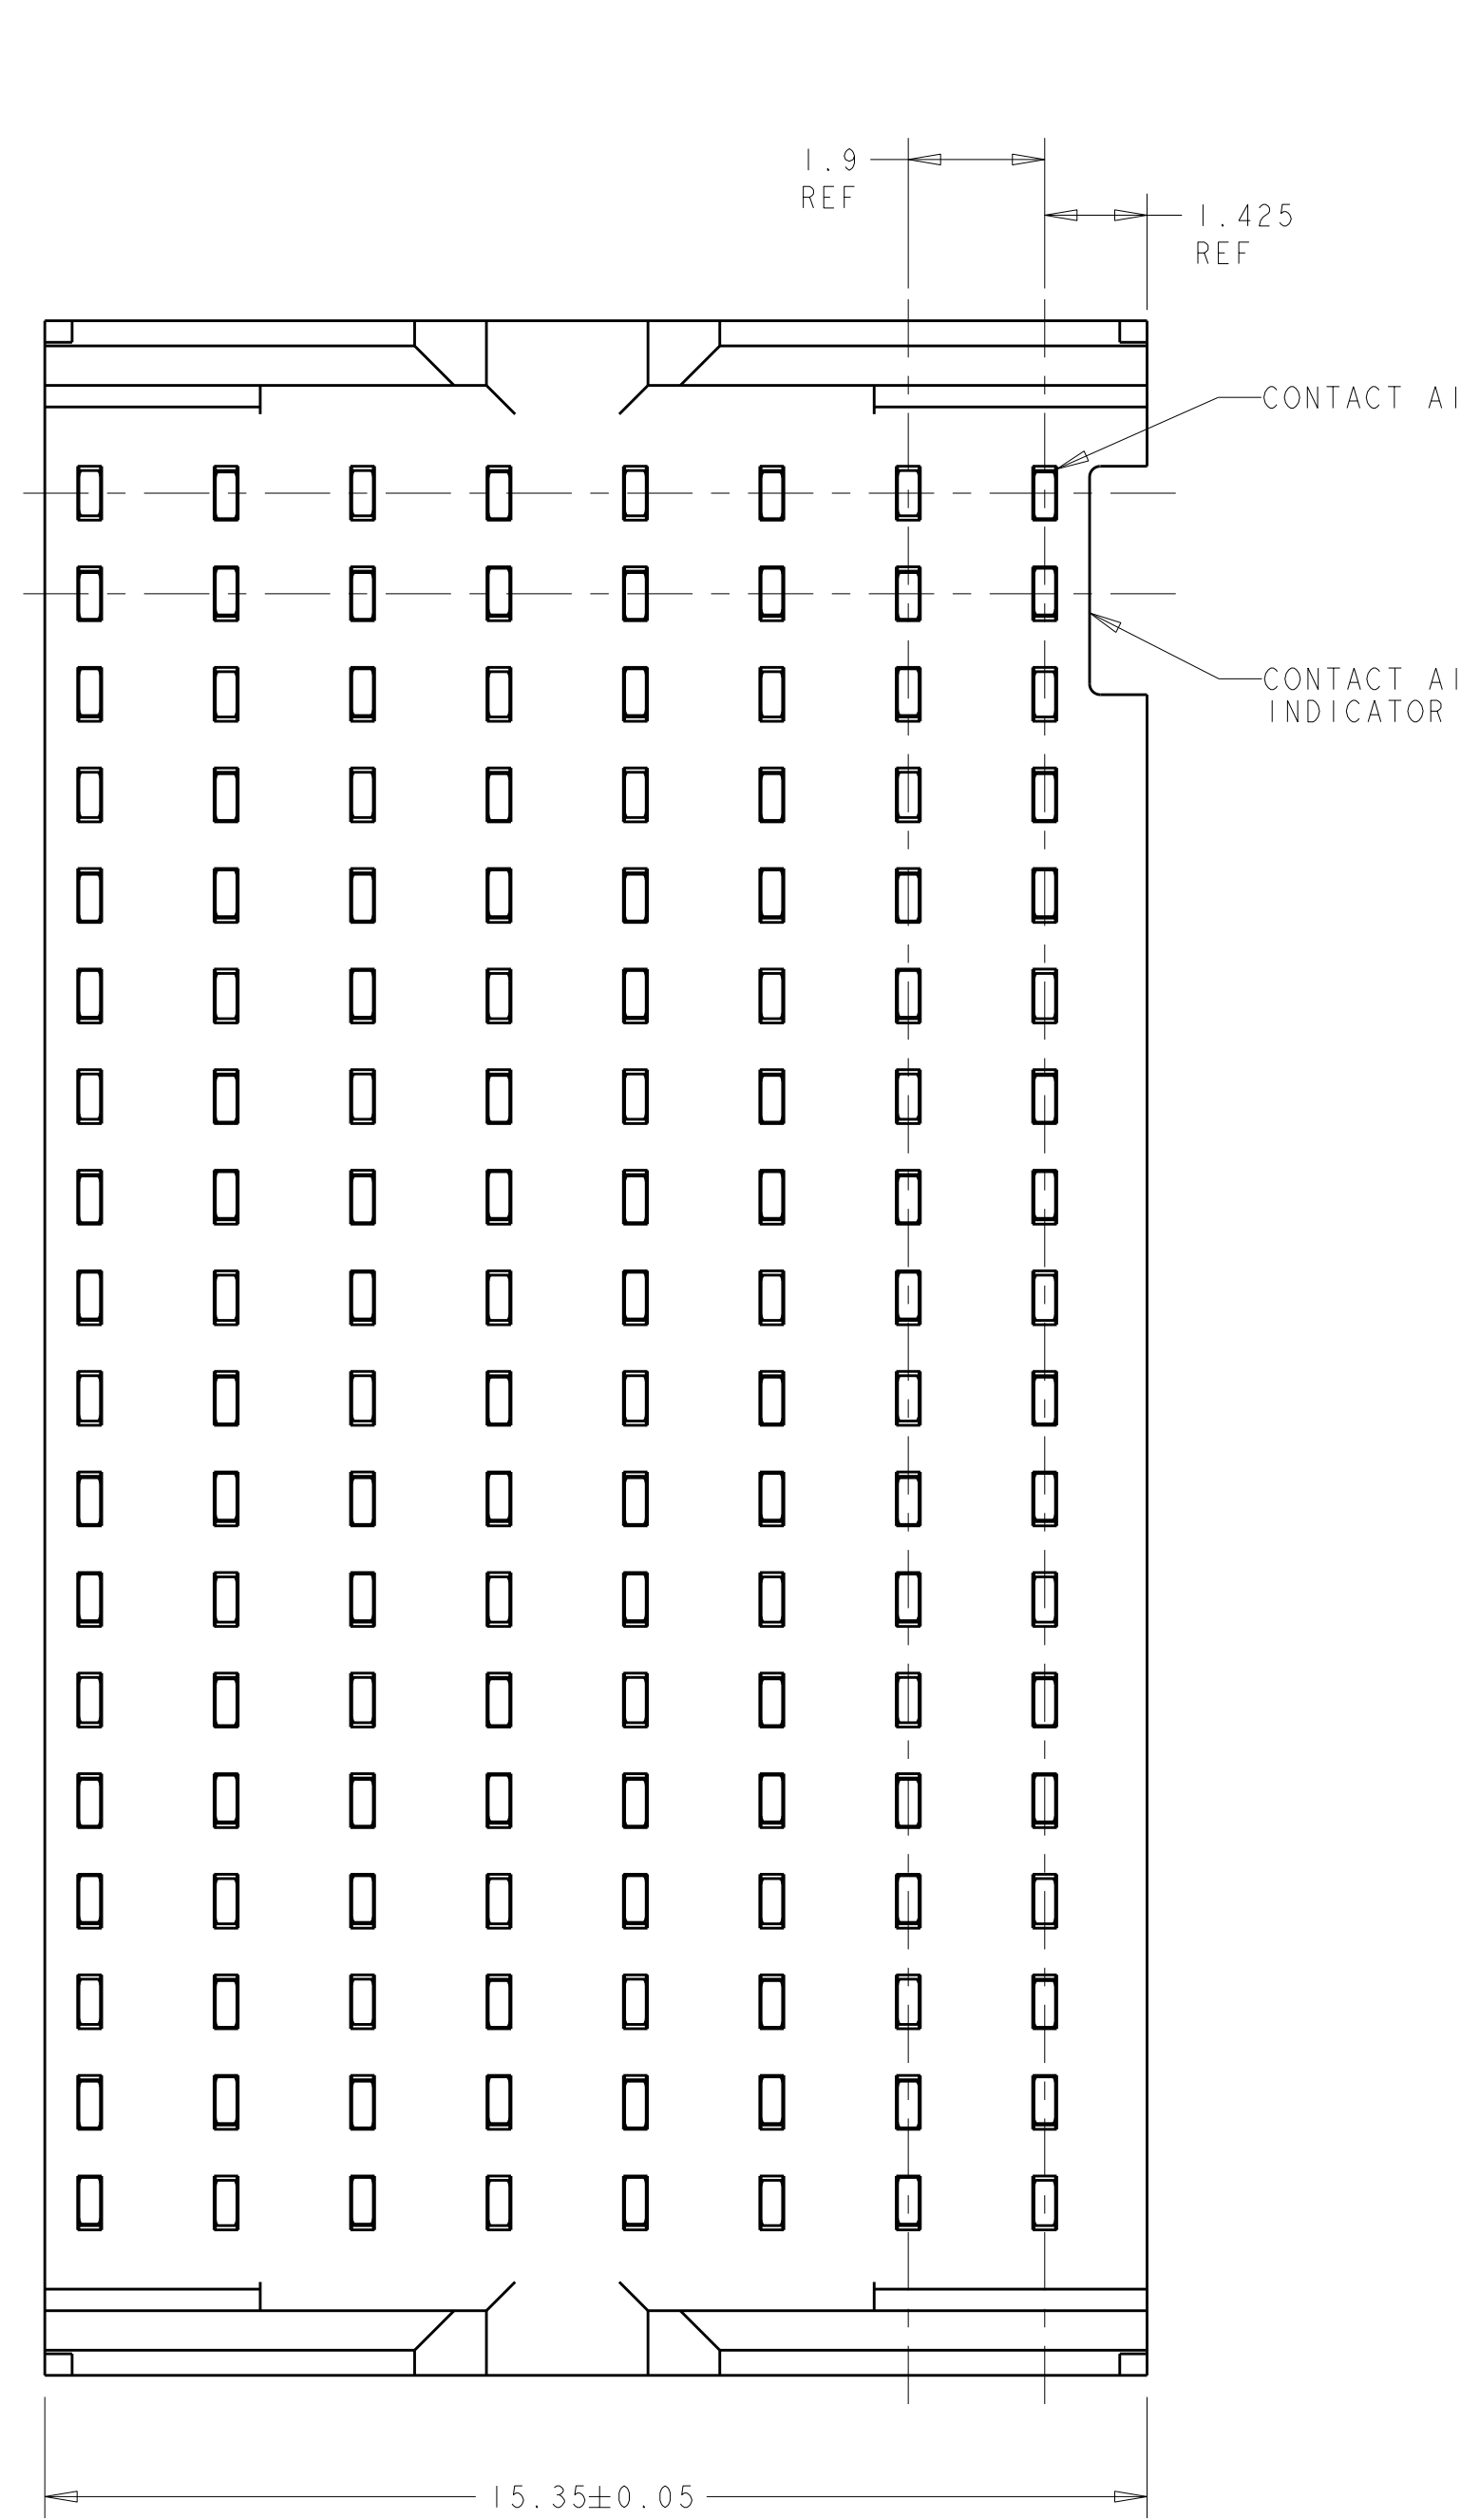 1.9
REF
1.425
REF
CONTACT A1
CONTACT A1
INDICATOR
15.35±0.05